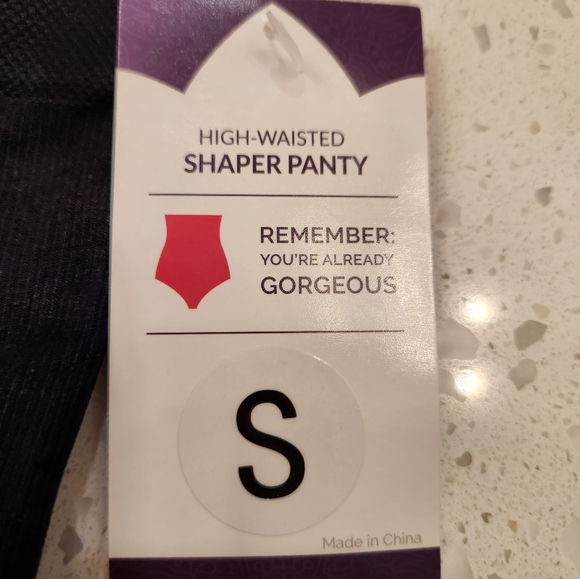 HIGH-WAISTED
SHAPER PANTY
REMEMBER:
YOU'RE ALREADY
GORGEOUS
S
Made in China